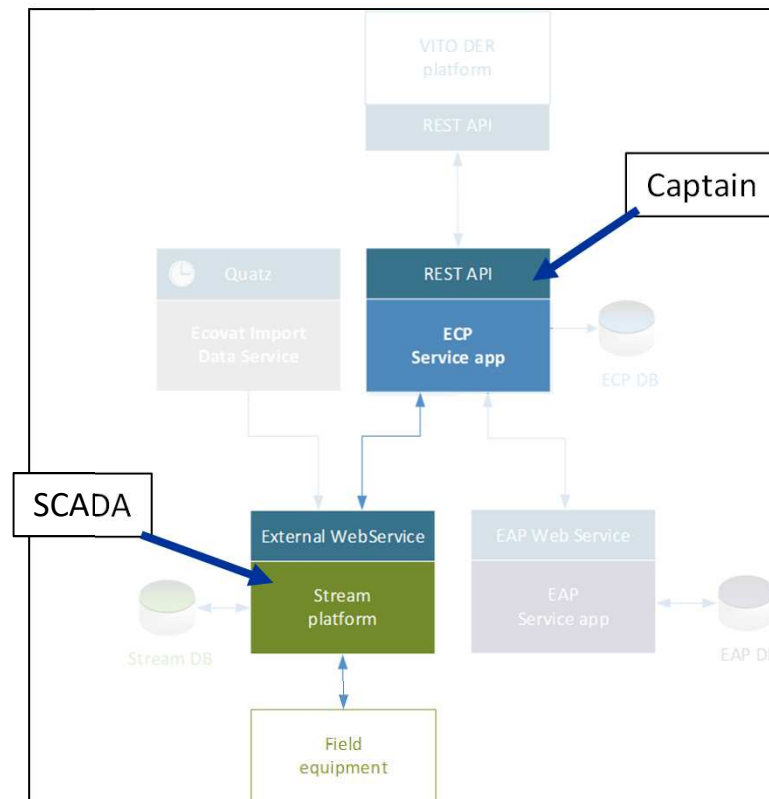 VITO DER
platform
REST API
Captain
Quatz
REST API
Ecovat Import
Data Service
ECP
Service app
ECP DB
SCADA
External WebService
EAP Web Service
Stream
platform
EAP
Service app
Stream DB
EAP D
Field
equipment